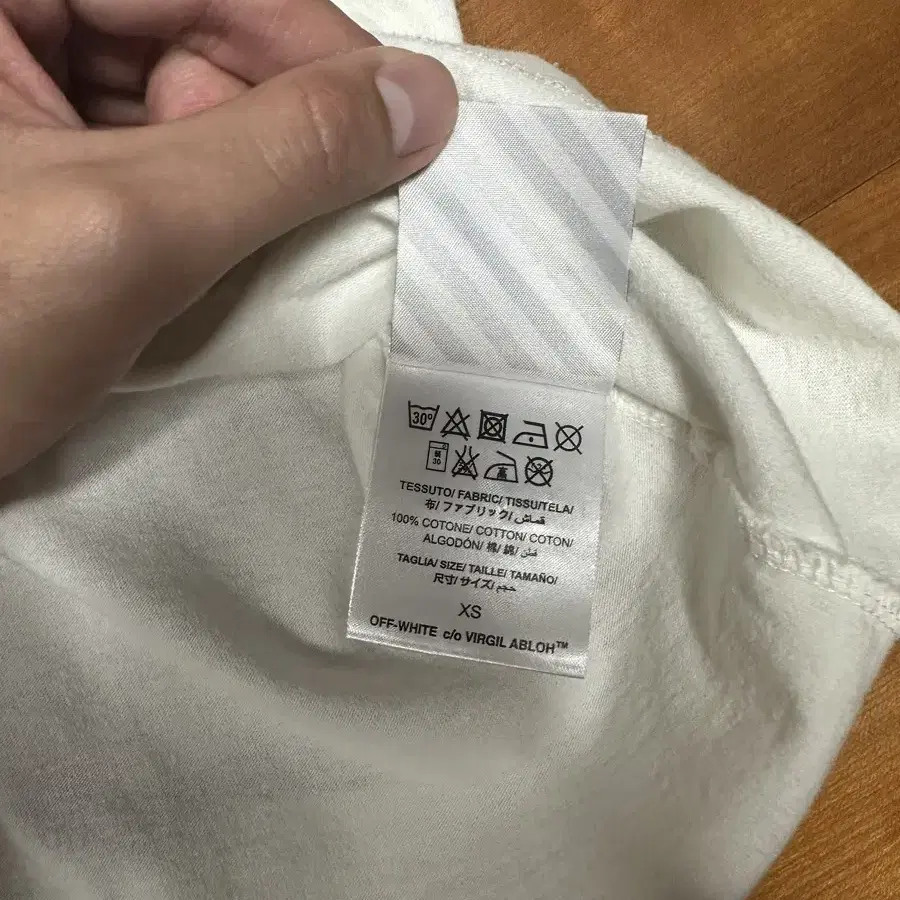 30°
30
TESSUTO/ FABRIC/ TISSU/TELA/
布/ ファブリック/ قماش/
100% COTONE/ COTTON/ COTON/
ALGODÓN/ 棉/ 綿/ قطن
TAGLIA/ SIZE/ TAILLE/ TAMAÑO/
尺寸/ サイズ/ حجم
XS
OFF-WHITE c/o VIRGIL ABLOH™